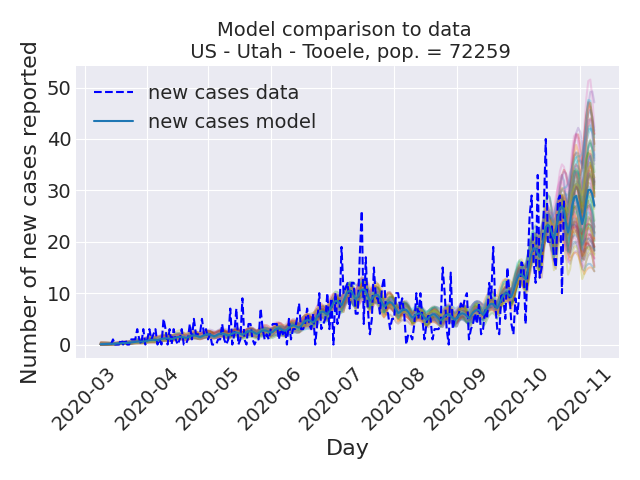 Model comparison to data
US - Utah - Tooele, pop. = 72259
Number of new cases reported
50
40
30
20
10
0
new cases data
new cases model
2020-03
2020-04
2020-05
2020-06
2020-07
2020-08
2020-09
2020-10
2020-11
Day